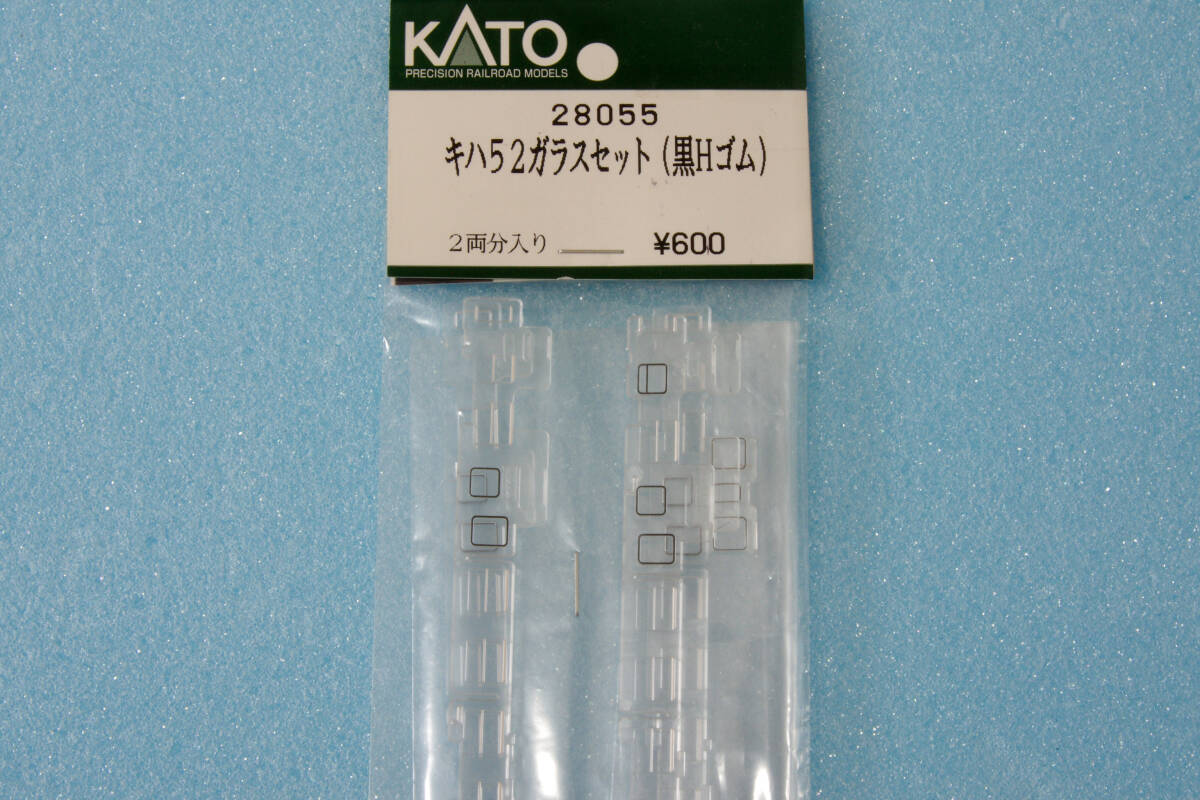 KATO
PRECISION RAILROAD MODELS
28055
キハ52ガラスセット(黒Hゴム)
2両分入り ¥600